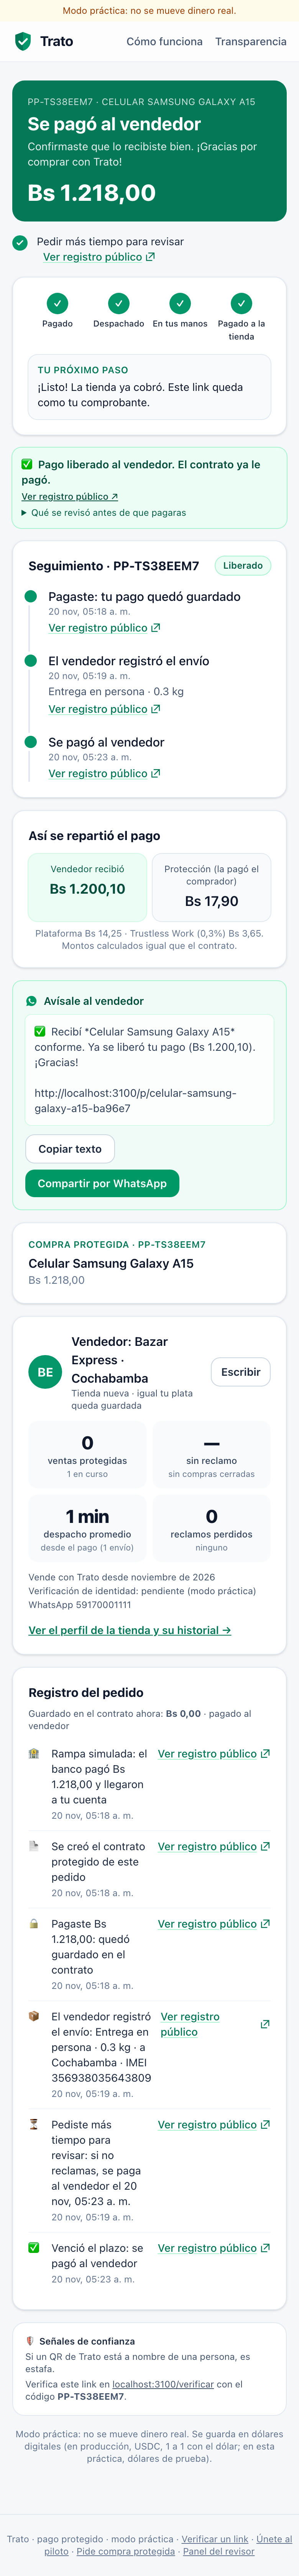 Modo práctica: no se mueve dinero real.
Trato
Cómo funciona
Transparencia
PP-TS38EEM7 · CELULAR SAMSUNG GALAXY A15
Se pagó al vendedor
Confirmaste que lo recibiste bien. ¡Gracias por
comprar con Trato!
Bs 1.218,00
Pedir más tiempo para revisar
Ver registro público
Pagado
Despachado
En tus manos
Pagado a la
tienda
TU PRÓXIMO PASO
¡Listo! La tienda ya cobró. Este link queda
como tu comprobante.
✅ Pago liberado al vendedor. El contrato ya le
pagó.
Ver registro público ↗
▶ Qué se revisó antes de que pagaras
Seguimiento · PP-TS38EEM7
Liberado
Pagaste: tu pago quedó guardado
20 nov, 05:18 a. m.
Ver registro público
El vendedor registró el envío
20 nov, 05:19 a. m.
Entrega en persona · 0.3 kg
Ver registro público
Se pagó al vendedor
20 nov, 05:23 a. m.
Ver registro público
Así se repartió el pago
Vendedor recibió
Bs 1.200,10
Protección (la pagó el
comprador)
Bs 17,90
Plataforma Bs 14,25 · Trustless Work (0,3%) Bs 3,65.
Montos calculados igual que el contrato.
Avísale al vendedor
✅ Recibí *Celular Samsung Galaxy A15*
conforme. Ya se liberó tu pago (Bs 1.200,10).
¡Gracias!
http://localhost:3100/p/celular-samsung-
galaxy-a15-ba96e7
Copiar texto
Compartir por WhatsApp
COMPRA PROTEGIDA · PP-TS38EEM7
Celular Samsung Galaxy A15
Bs 1.218,00
BE
Vendedor: Bazar
Express ·
Cochabamba
Tienda nueva · igual tu plata
queda guardada
Escribir
0
ventas protegidas
1 en curso
—
sin reclamo
sin compras cerradas
1 min
despacho promedio
desde el pago (1 envío)
0
reclamos perdidos
ninguno
Vende con Trato desde noviembre de 2026
Verificación de identidad: pendiente (modo práctica)
WhatsApp 59170001111
Ver el perfil de la tienda y su historial →
Registro del pedido
Guardado en el contrato ahora: Bs 0,00 · pagado al
vendedor
Rampa simulada: el
banco pagó Bs
1.218,00 y llegaron
a tu cuenta
20 nov, 05:18 a. m.
Ver registro público
Se creó el contrato
protegido de este
pedido
20 nov, 05:18 a. m.
Ver registro público
Pagaste Bs
1.218,00: quedó
guardado en el
contrato
20 nov, 05:18 a. m.
Ver registro público
El vendedor registró
el envío: Entrega en
persona · 0.3 kg · a
Cochabamba · IMEI
356938035643809
20 nov, 05:19 a. m.
Ver registro
público
Pediste más
tiempo para
revisar: si no
reclamas, se paga
al vendedor el 20
nov, 05:23 a. m.
20 nov, 05:19 a. m.
Ver registro público
Venció el plazo: se
pagó al vendedor
20 nov, 05:23 a. m.
Ver registro público
Señales de confianza
Si un QR de Trato está a nombre de una persona, es
estafa.
Verifica este link en localhost:3100/verificar con el
código PP-TS38EEM7.
Modo práctica: no se mueve dinero real. Se guarda en dólares
digitales (en producción, USDC, 1 a 1 con el dólar; en esta
práctica, dólares de prueba).
Trato · pago protegido · modo práctica · Verificar un link · Únete al
piloto · Pide compra protegida · Panel del revisor